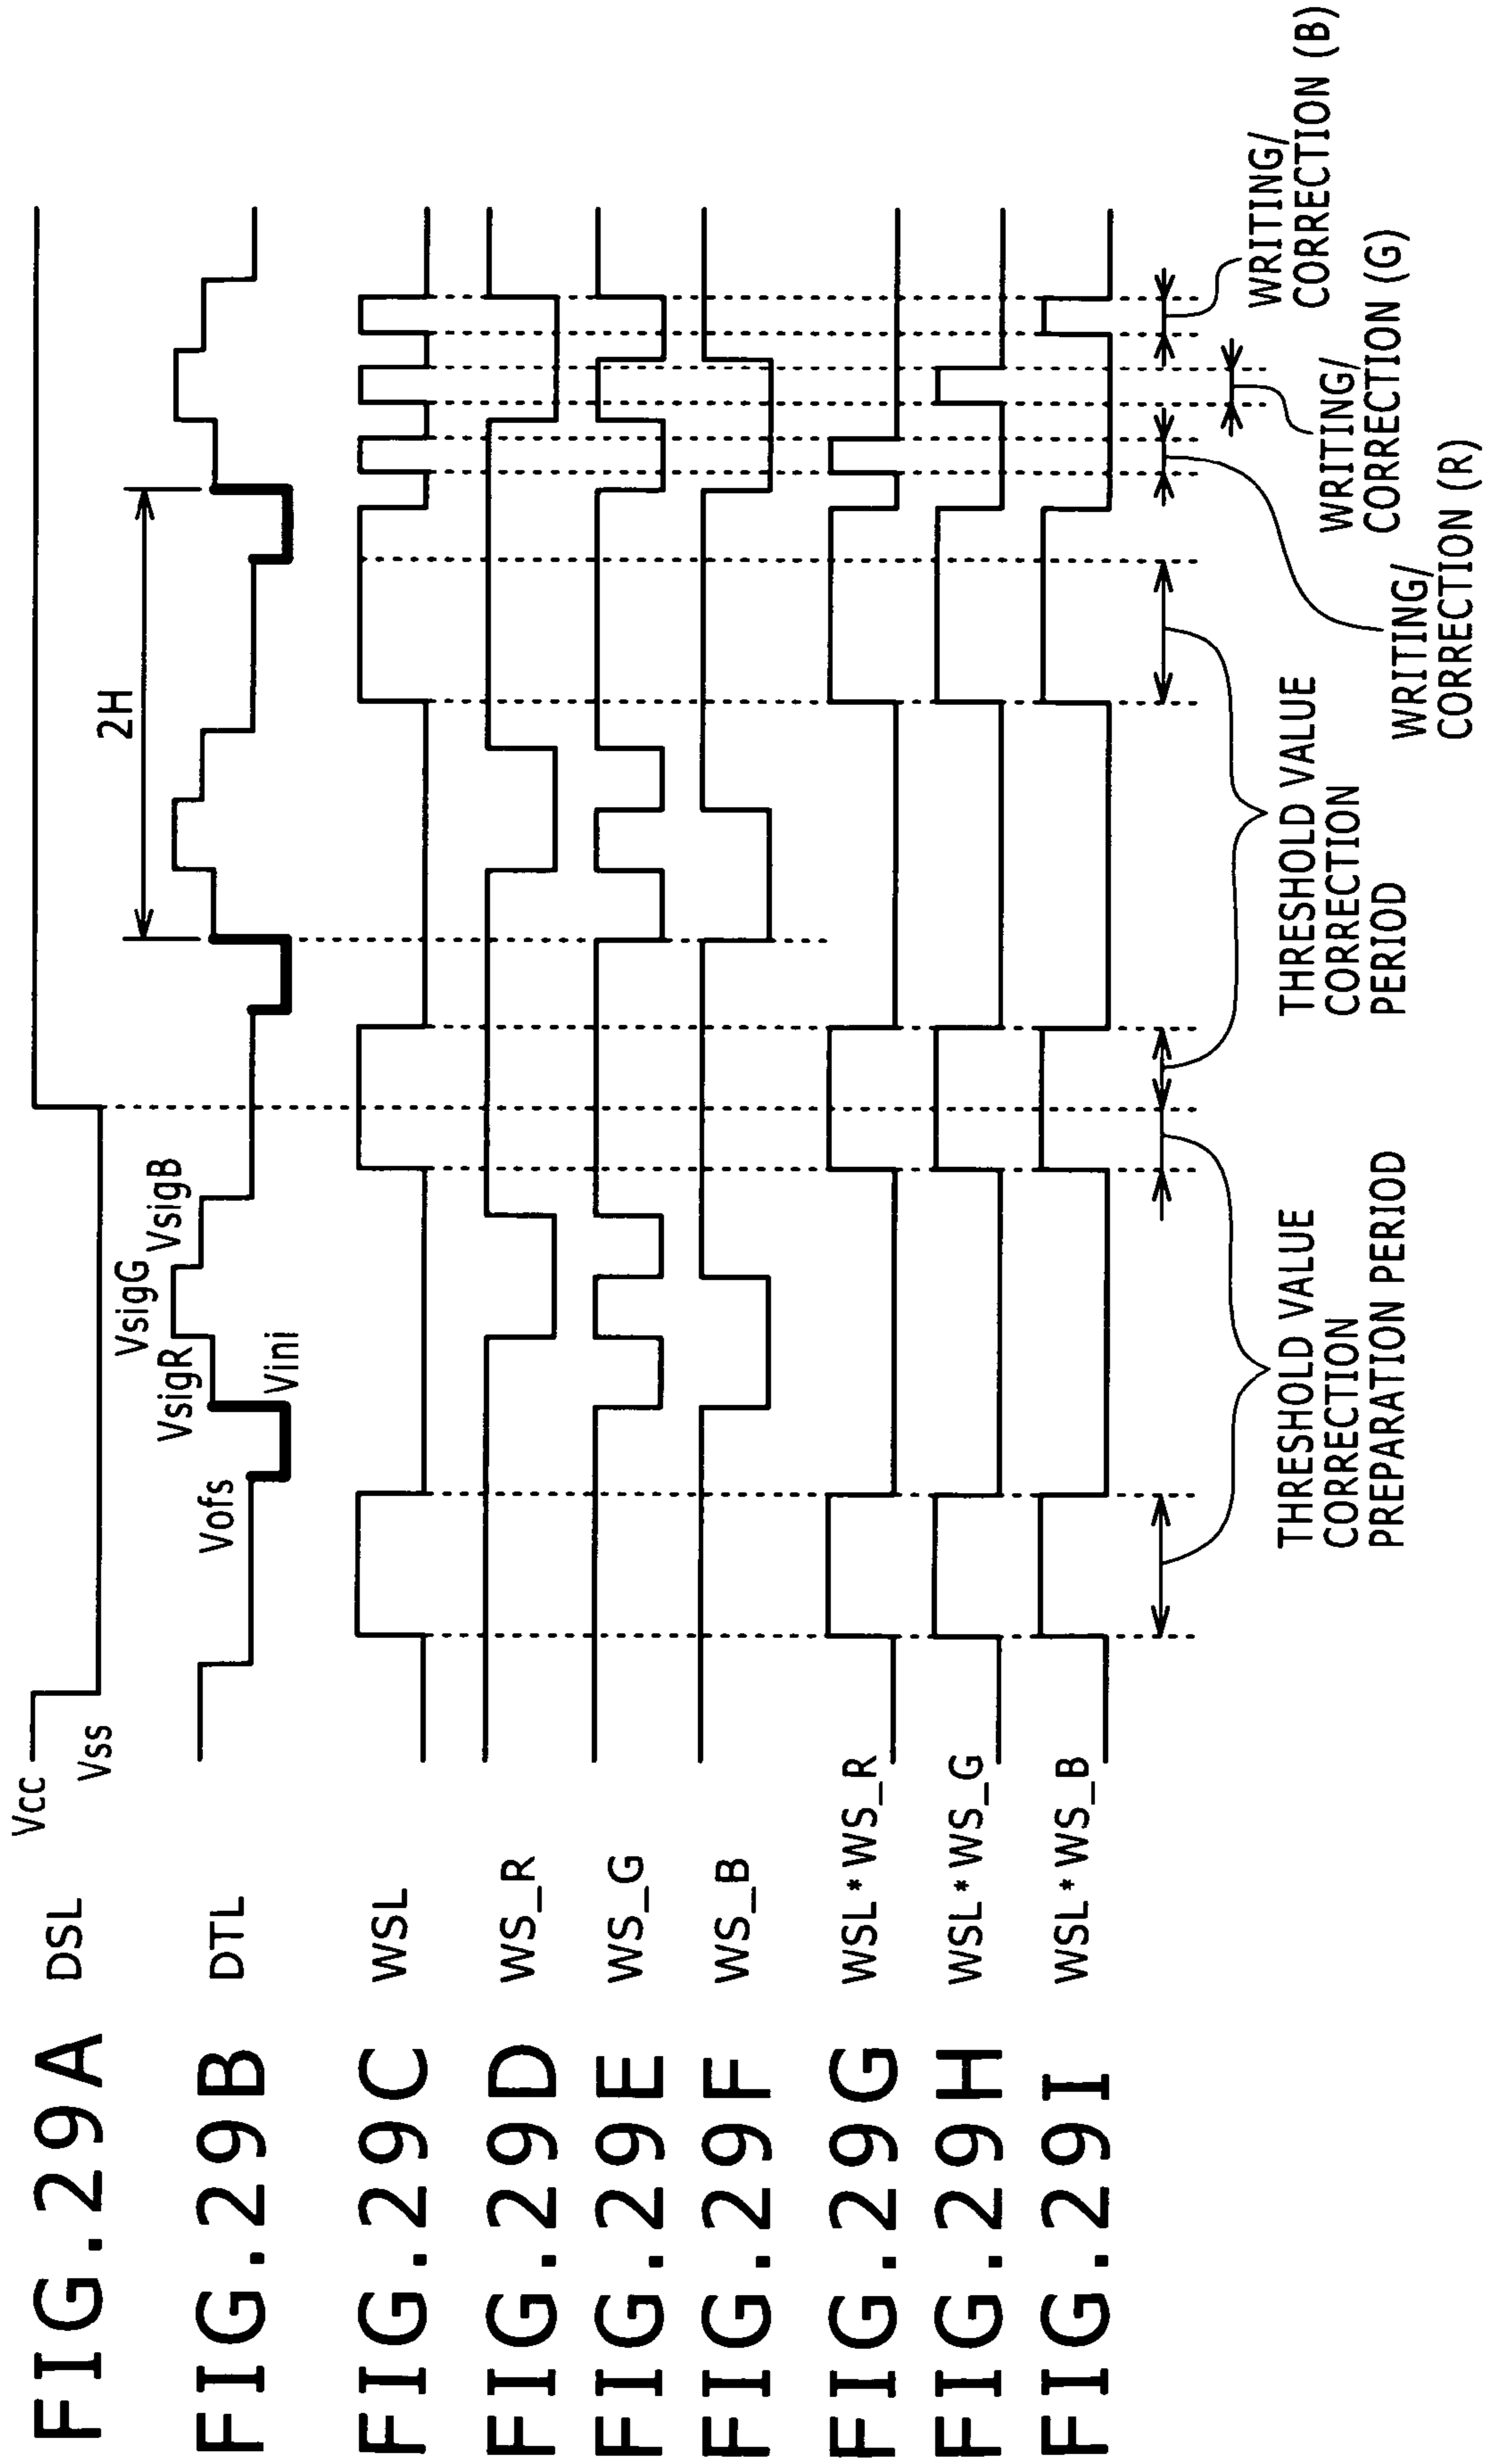 FIG.29A DSL
Vcc
Vss
FIG.29B DTL
Vofs
VsigR
Vini
VsigG
VsigB
2H
FIG.29C WSL
FIG.29D WS_R
FIG.29E WS_G
FIG.29F WS_B
FIG.29G WSL*WS_R
FIG.29H WSL*WS_G
FIG.29I WSL*WS_B
THRESHOLD VALUE
CORRECTION
PREPARATION PERIOD
THRESHOLD VALUE
CORRECTION
PERIOD
WRITING/
CORRECTION (R)
WRITING/
CORRECTION (G)
WRITING/
CORRECTION (B)